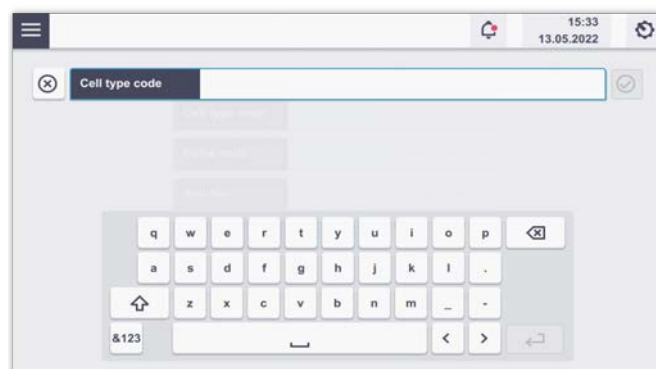 15:33
13.05.2022
Cell type code
q w e r t y u i o p
a s d f g h j k l .
z x c v b n m _ -
&123 < >